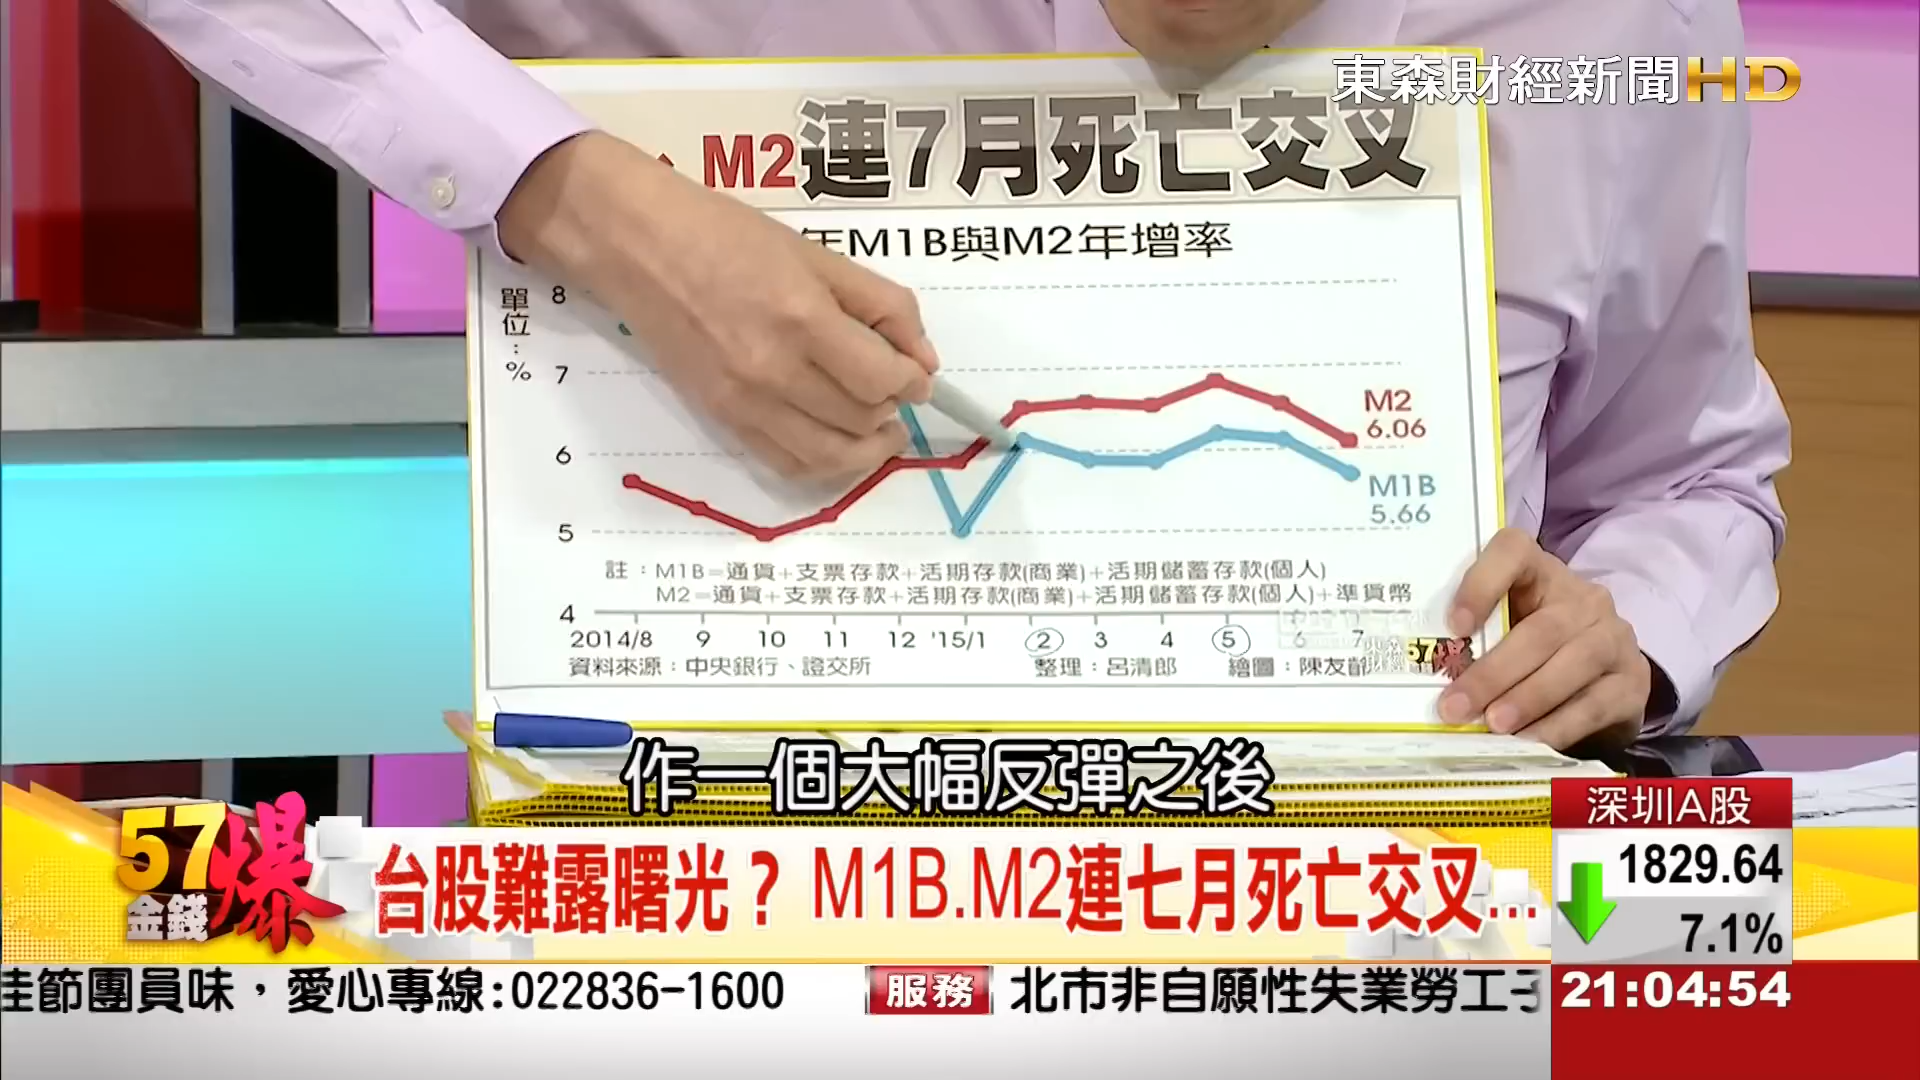 東森財經新聞HD
M2連7月死亡交叉
年M1B與M2年增率
單位：%
8
7
6
5
4
M2
6.06
M1B
5.66
註：M1B=通貨+支票存款+活期存款(商業)+活期儲蓄存款(個人)
M2=通貨+支票存款+活期存款(商業)+活期儲蓄存款(個人)+準貨幣
2014/8 9 10 11 12 '15/1 2 3 4 5 6 7
資料來源：中央銀行、證交所 整理：呂清郎 繪圖：陳友
東森財經 57爆
作一個大幅反彈之後
57金錢爆
台股難露曙光？M1B.M2連七月死亡交叉...
深圳A股
1829.64
7.1%
佳節團員味，愛心專線:022836-1600 服務 北市非自願性失業勞工子
21:04:54